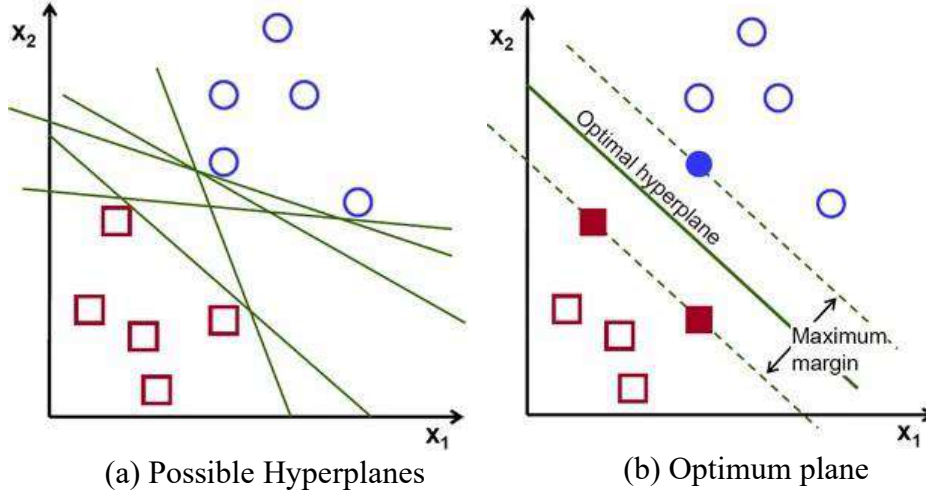 x2
x1
(a) Possible Hyperplanes
x2
Optimal hyperplane
Maximum
margin
x1
(b) Optimum plane